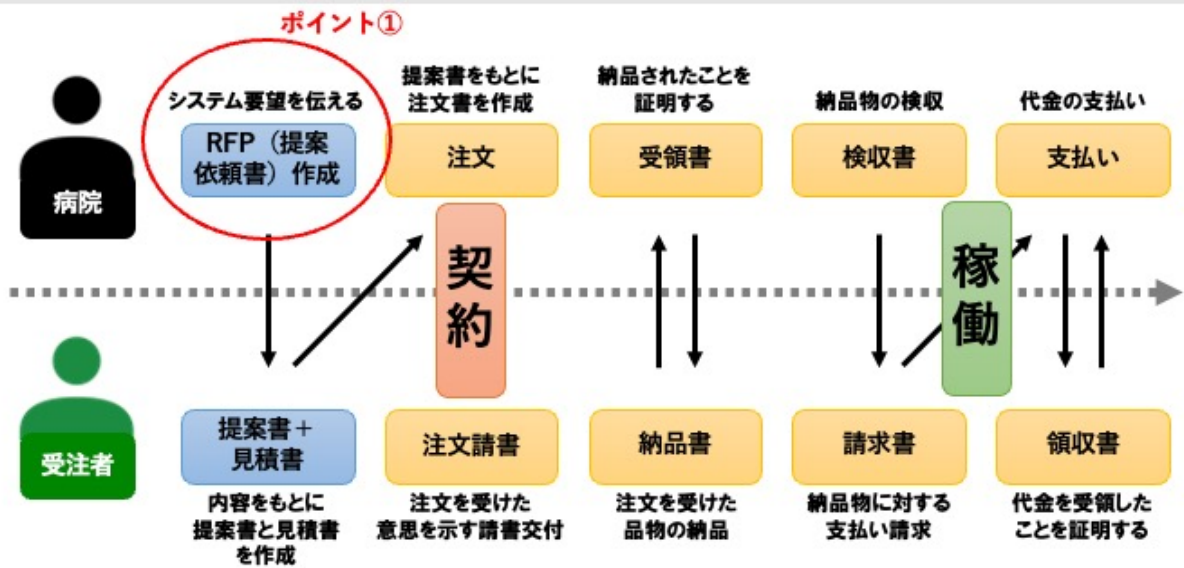 ポイント①
システム要望を伝える
RFP（提案
依頼書）作成
提案書をもとに
注文書を作成
注文
納品されたことを
証明する
受領書
納品物の検収
検収書
代金の支払い
支払い
病院
契
約
稼
働
受注者
提案書＋
見積書
内容をもとに
提案書と見積書
を作成
注文請書
注文を受けた
意思を示す請書交付
納品書
注文を受けた
品物の納品
請求書
納品物に対する
支払い請求
領収書
代金を受領した
ことを証明する